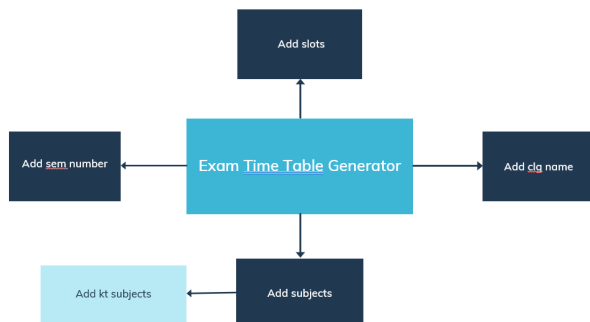 Add slots
Add sem number
Exam Time Table Generator
Add clg name
Add kt subjects
Add subjects